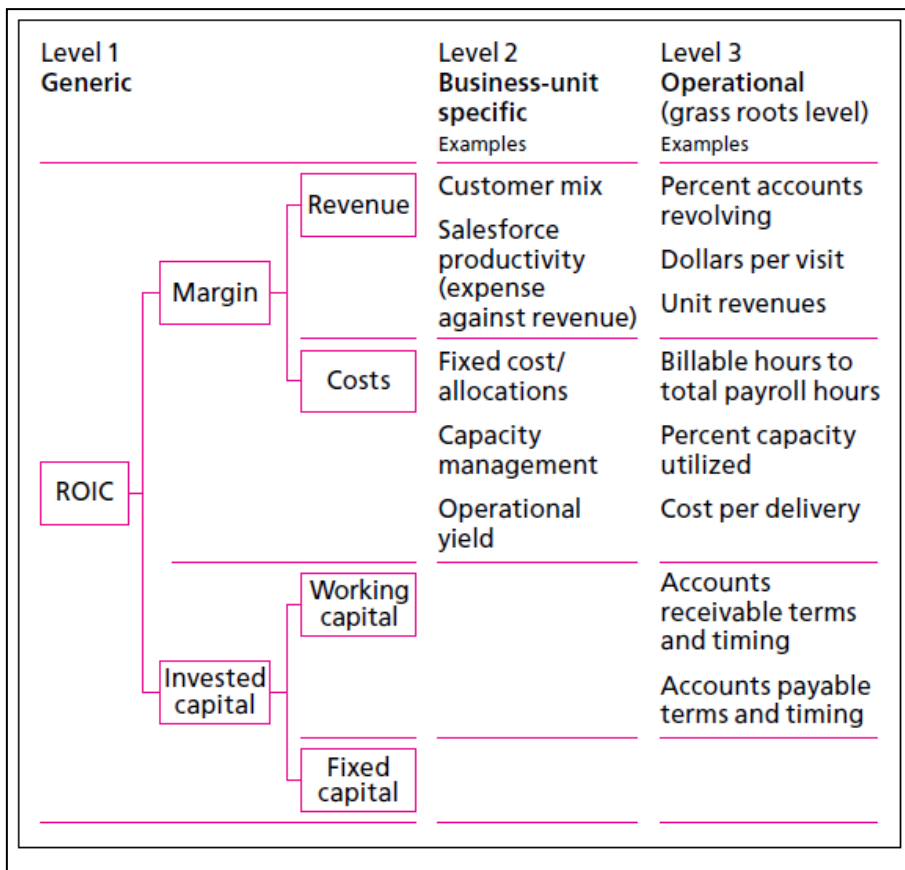 Level 1
Generic
Level 2
Business-unit
specific
Examples
Level 3
Operational
(grass roots level)
Examples
ROIC
Margin
Revenue
Customer mix
Salesforce
productivity
(expense
against revenue)
Percent accounts
revolving
Dollars per visit
Unit revenues
Costs
Fixed cost/
allocations
Capacity
management
Operational
yield
Billable hours to
total payroll hours
Percent capacity
utilized
Cost per delivery
Invested
capital
Working
capital
Accounts
receivable terms
and timing
Accounts payable
terms and timing
Fixed
capital